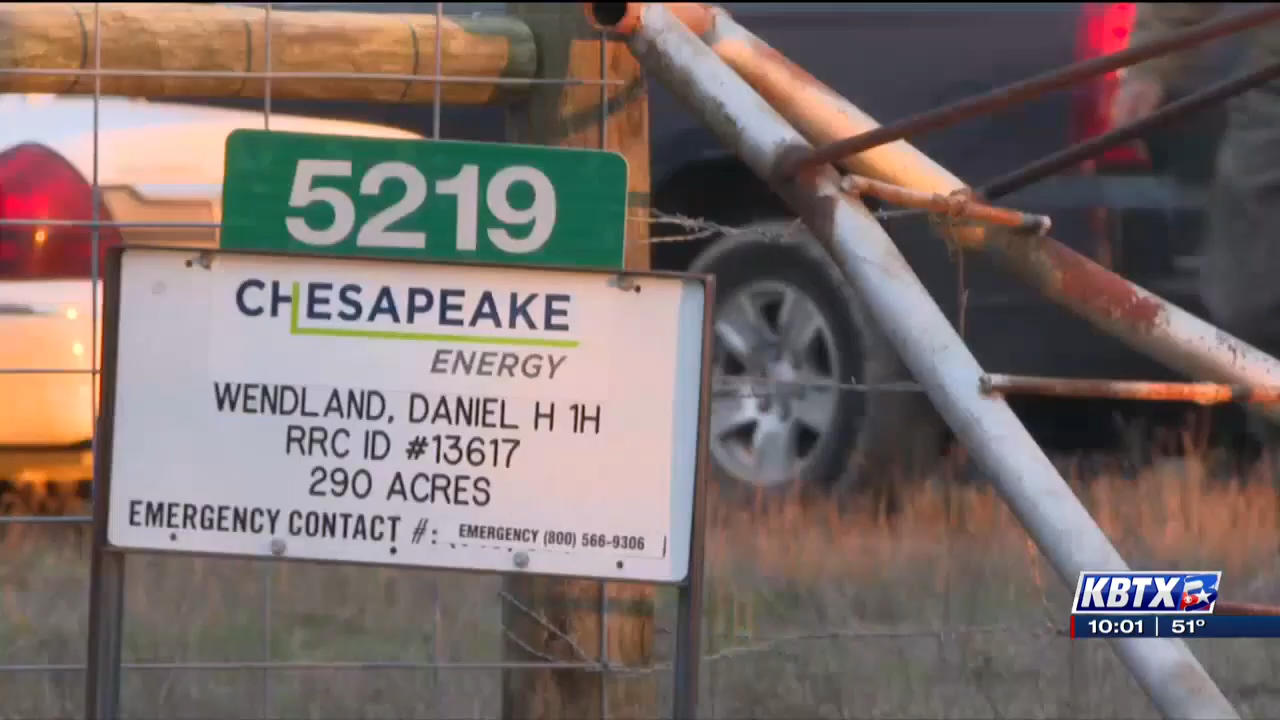 5219
CHESAPEAKE
ENERGY
WENDLAND, DANIEL H 1H
RRC ID #13617
290 ACRES
EMERGENCY CONTACT #: EMERGENCY (800) 566-9306
KBTX
10:01 | 51°